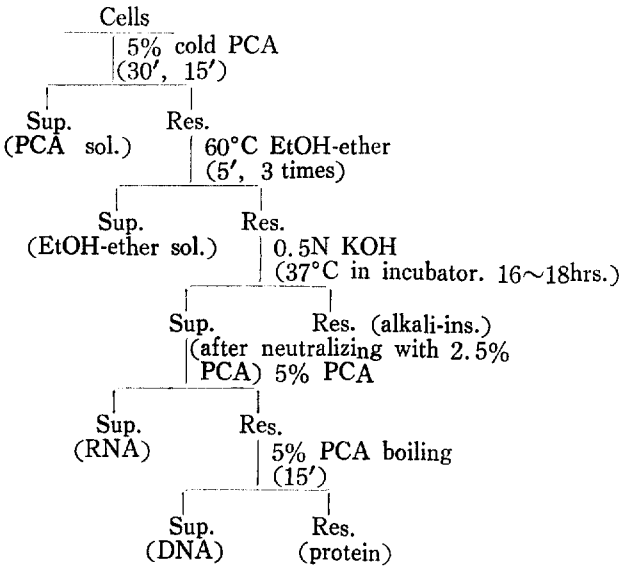 Cells
5% cold PCA
(30′, 15′)
Sup. Res.
(PCA sol.) 60°C EtOH-ether
(5′, 3 times)
Sup. Res.
(EtOH-ether sol.) 0.5N KOH
(37°C in incubator. 16~18hrs.)
Sup. Res. (alkali-ins.)
(after neutralizing with 2.5%
PCA) 5% PCA
Sup. Res.
(RNA) 5% PCA boiling
(15′)
Sup. Res.
(DNA) (protein)